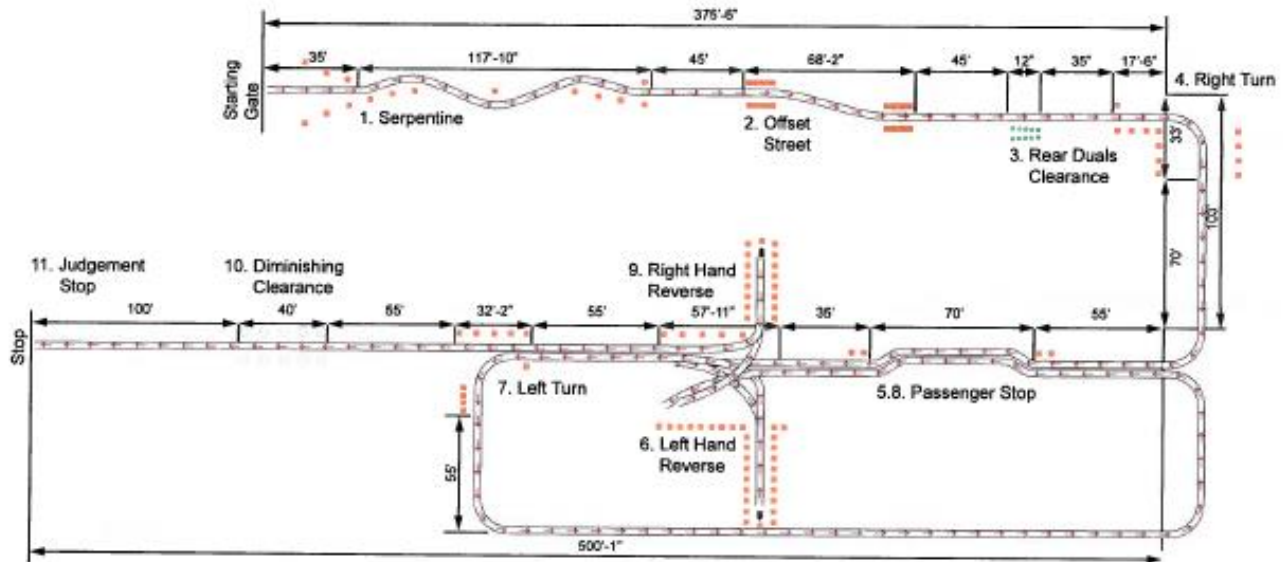 375'-6"
35'
117'-10"
45'
68'-2"
45'
12"
35"
17'-6"
4. Right Turn
Starting
Gate
1. Serpentine
2. Offset
Street
3. Rear Duals
Clearance
33'
100'
70'
11. Judgement
Stop
10. Diminishing
Clearance
9. Right Hand
Reverse
100'
40'
65'
32'-2"
55'
57'-11"
35'
70'
55'
Stop
7. Left Turn
5.8. Passenger Stop
6. Left Hand
Reverse
55'
500'-1"